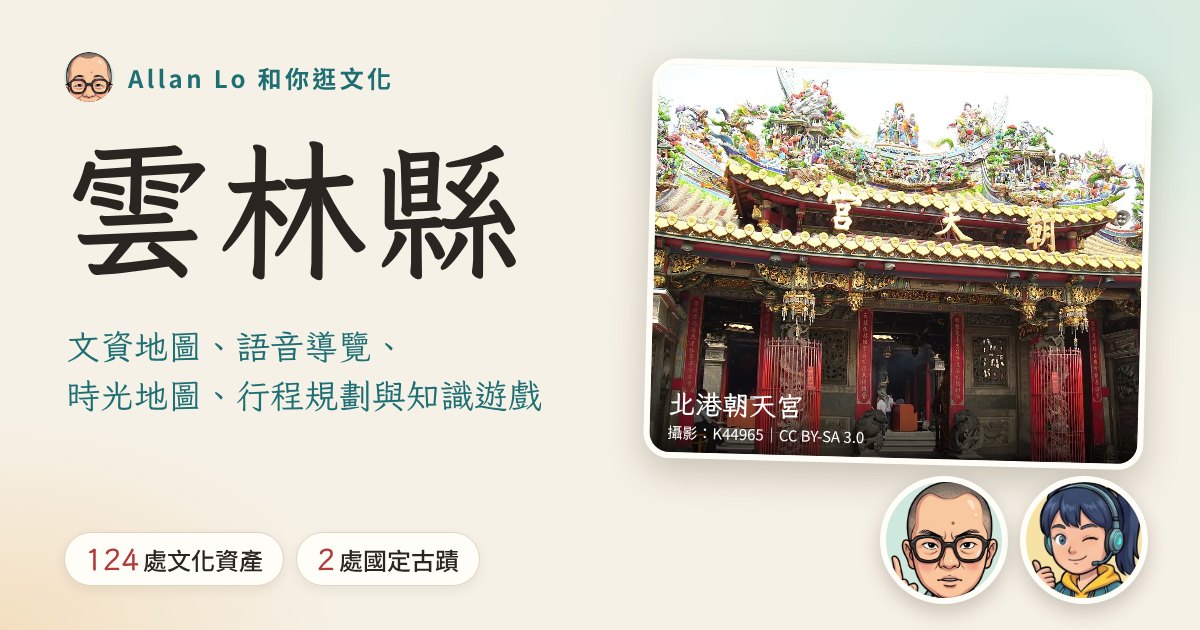 Allan Lo 和你逛文化
雲林縣
文資地圖、語音導覽、
時光地圖、行程規劃與知識遊戲
124 處文化資產
2 處國定古蹟
宮天朝
北港朝天宮
攝影：K44965｜CC BY-SA 3.0